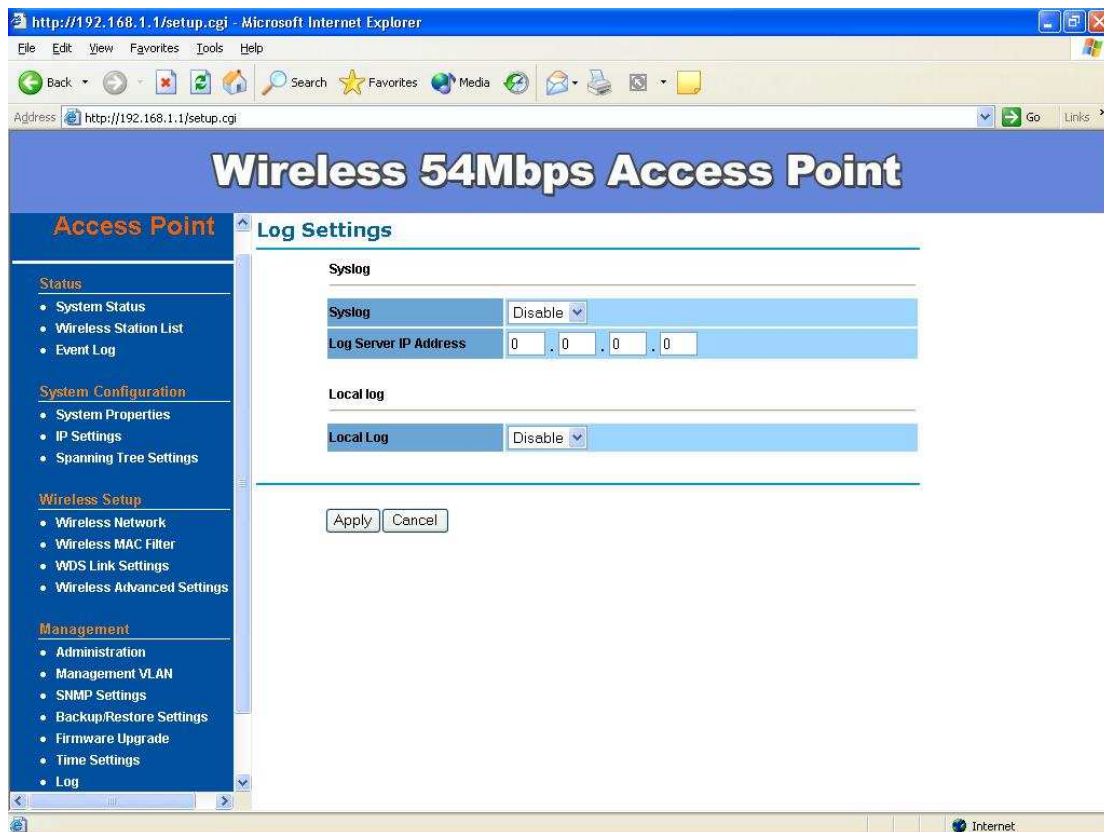 http://192.168.1.1/setup.cgi - Microsoft Internet Explorer
File Edit View Favorites Tools Help
Back Search Favorites Media
Address http://192.168.1.1/setup.cgi Go Links
Wireless 54Mbps Access Point
Access Point
Status
System Status
Wireless Station List
Event Log
System Configuration
System Properties
IP Settings
Spanning Tree Settings
Wireless Setup
Wireless Network
Wireless MAC Filter
WDS Link Settings
Wireless Advanced Settings
Management
Administration
Management VLAN
SNMP Settings
Backup/Restore Settings
Firmware Upgrade
Time Settings
Log
Log Settings
Syslog
Syslog Disable
Log Server IP Address 0 . 0 . 0 . 0
Local log
Local Log Disable
Apply Cancel
Internet